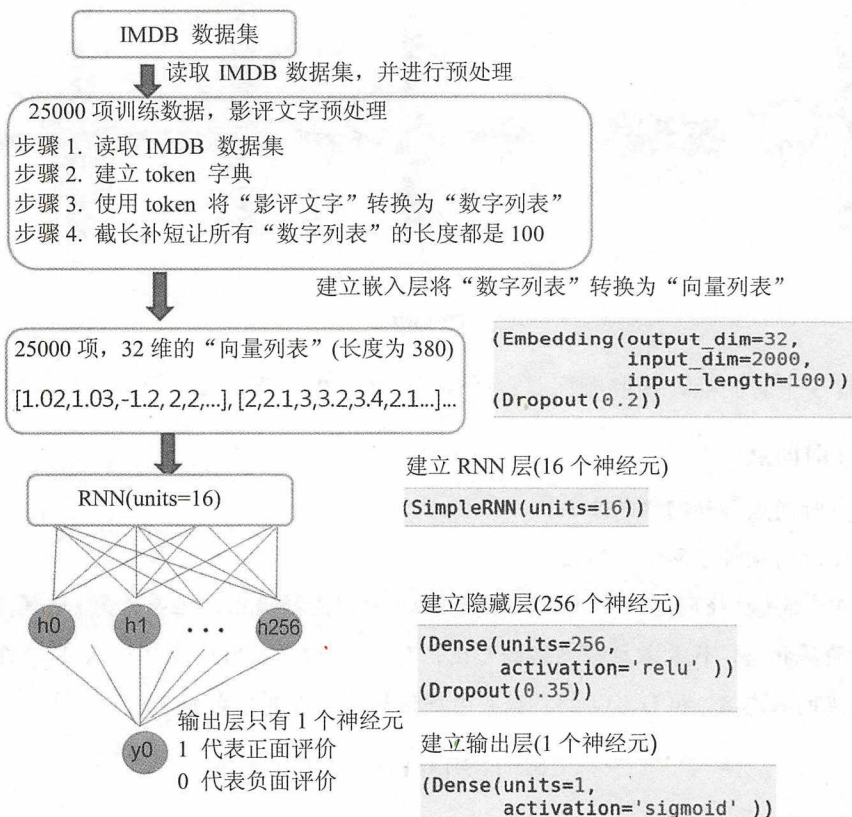 IMDB 数据集
读取 IMDB 数据集，并进行预处理
25000 项训练数据，影评文字预处理
步骤 1. 读取 IMDB 数据集
步骤 2. 建立 token 字典
步骤 3. 使用 token 将“影评文字”转换为“数字列表”
步骤 4. 截长补短让所有“数字列表”的长度都是 100
建立嵌入层将“数字列表”转换为“向量列表”
25000 项，32 维的“向量列表”(长度为 380)
[1.02,1.03,-1.2,2,2,...], [2,2.1,3,3.2,3.4,2.1...]...
(Embedding(output_dim=32,
input_dim=2000,
input_length=100))
(Dropout(0.2))
RNN(units=16)
建立 RNN 层(16 个神经元)
(SimpleRNN(units=16))
h0 h1 ... h256
建立隐藏层(256 个神经元)
(Dense(units=256,
activation='relu' ))
(Dropout(0.35))
y0
输出层只有 1 个神经元
1 代表正面评价
0 代表负面评价
建立输出层(1 个神经元)
(Dense(units=1,
activation='sigmoid' ))